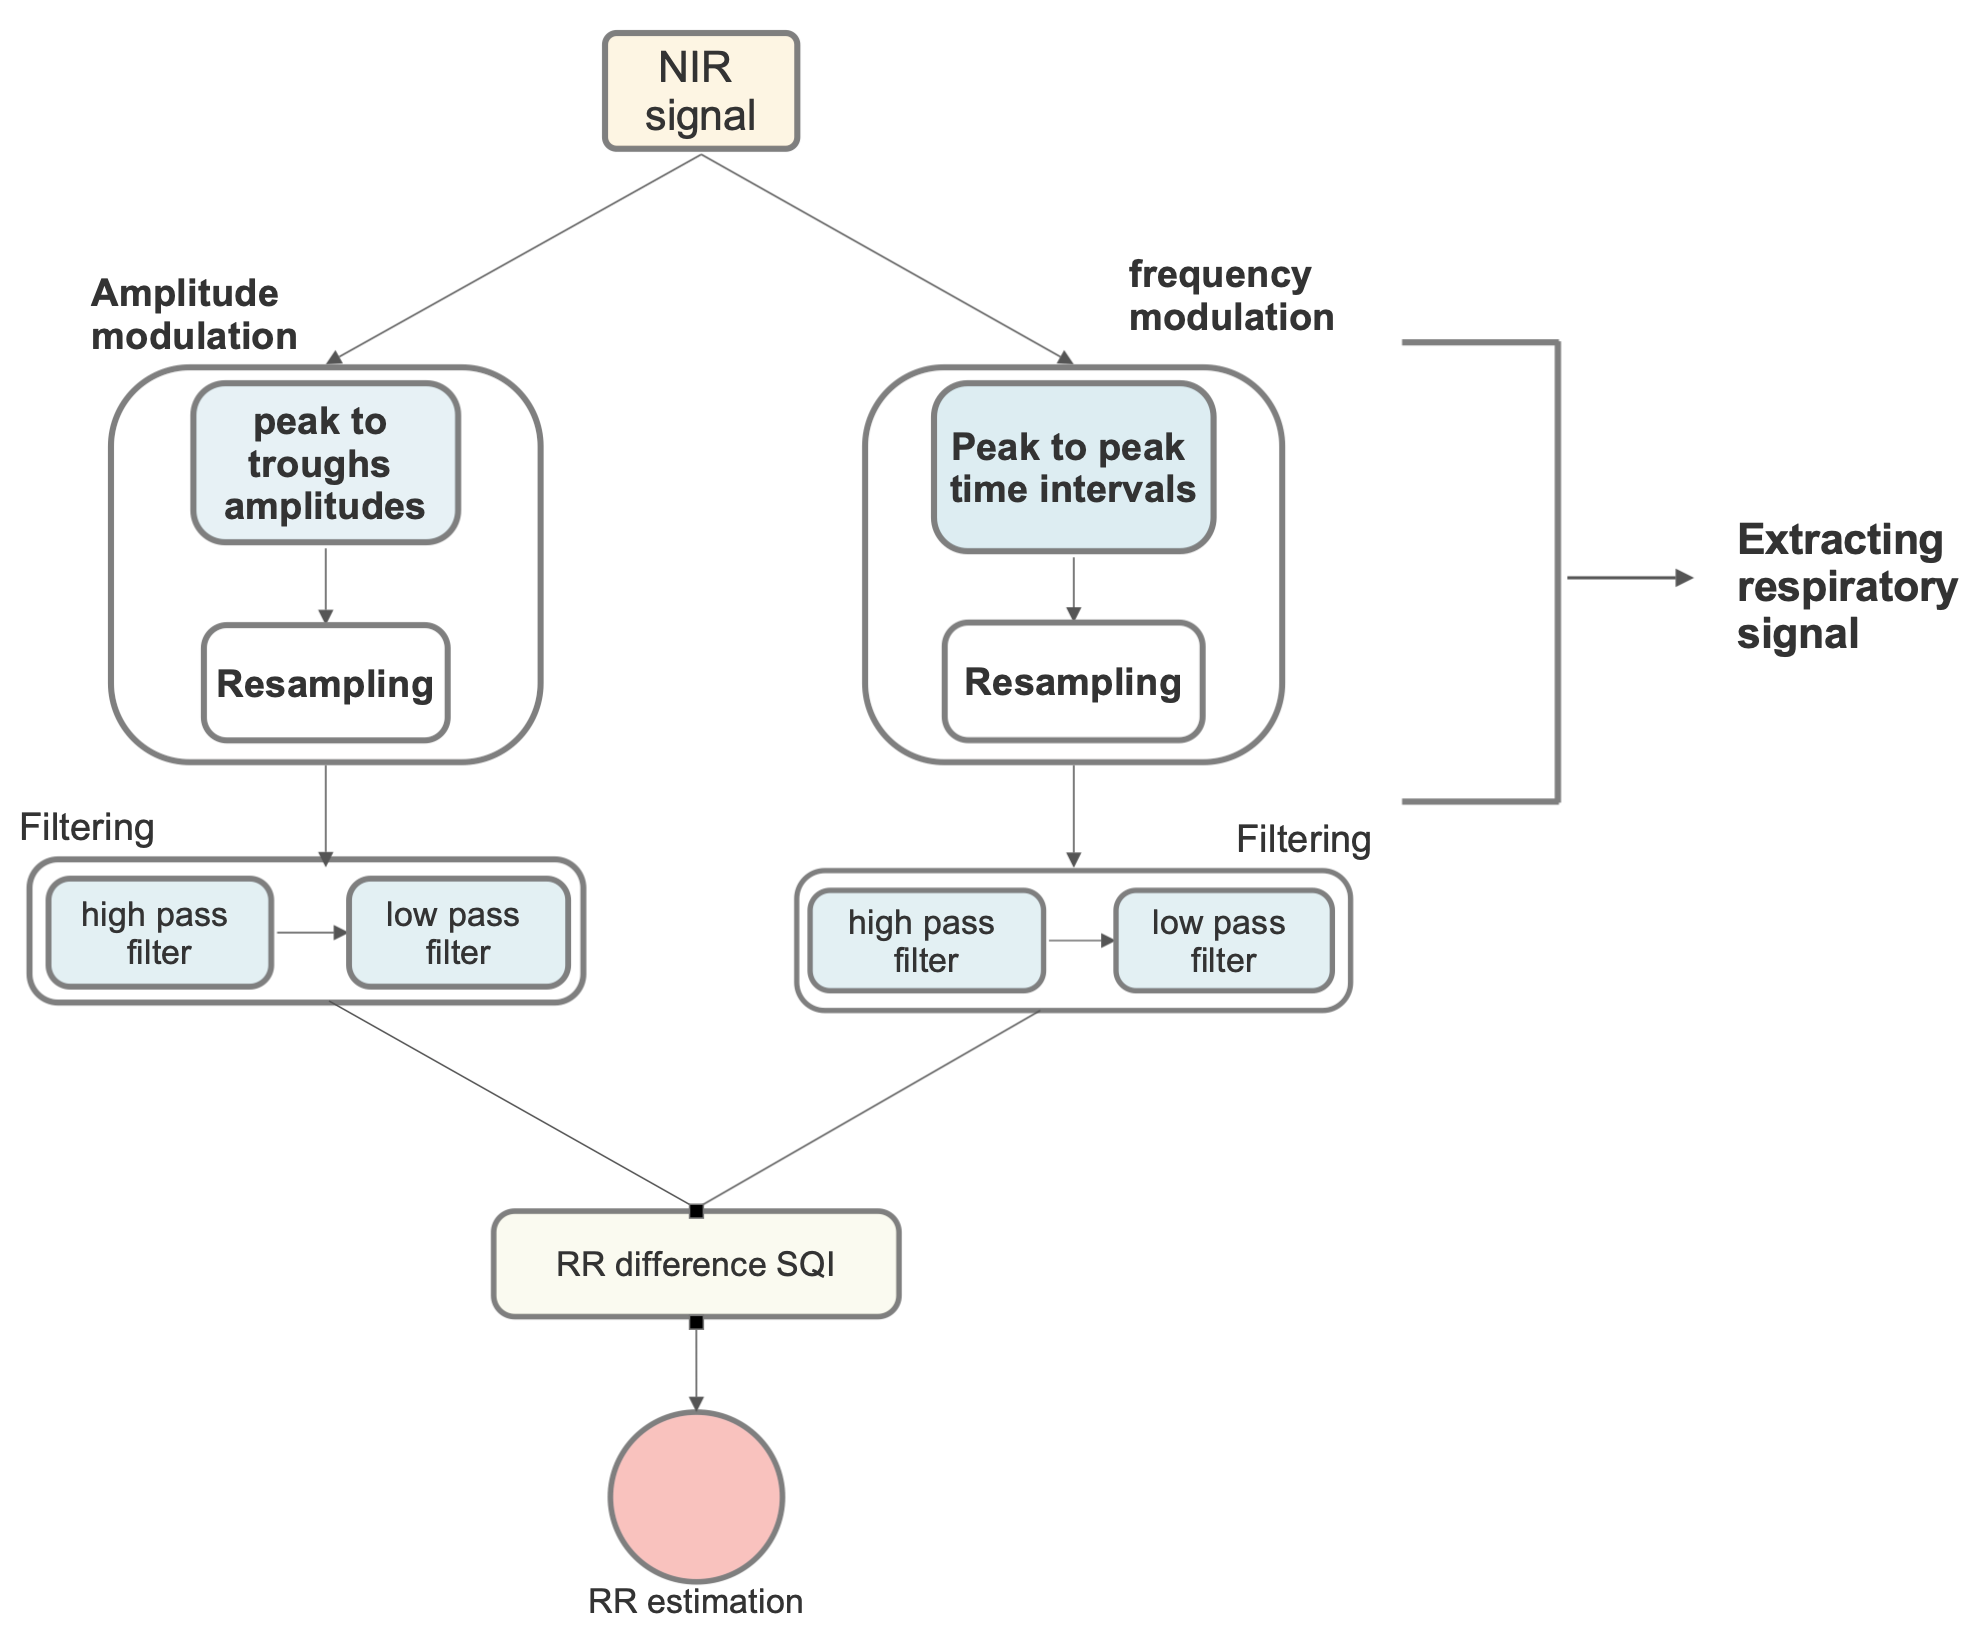 NIR
signal
Amplitude
modulation
frequency
modulation
peak to
troughs
amplitudes
Peak to peak
time intervals
Resampling
Resampling
Extracting
respiratory
signal
Filtering
Filtering
high pass
filter
low pass
filter
high pass
filter
low pass
filter
RR difference SQI
RR estimation